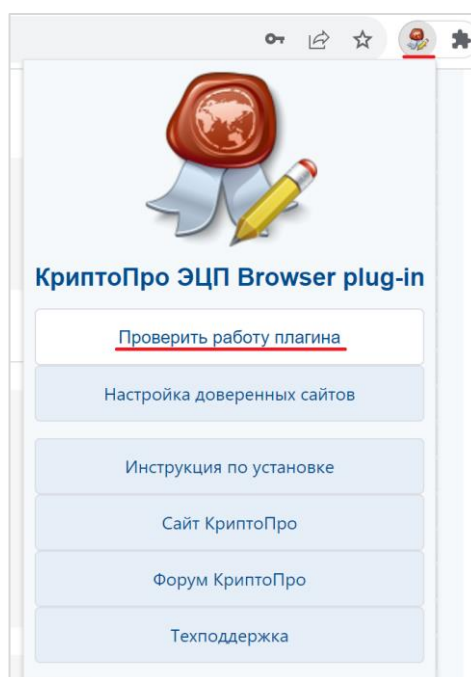 КриптоПро ЭЦП Browser plug-in
Проверить работу плагина
Настройка доверенных сайтов
Инструкция по установке
Сайт КриптоПро
Форум КриптоПро
Техподдержка